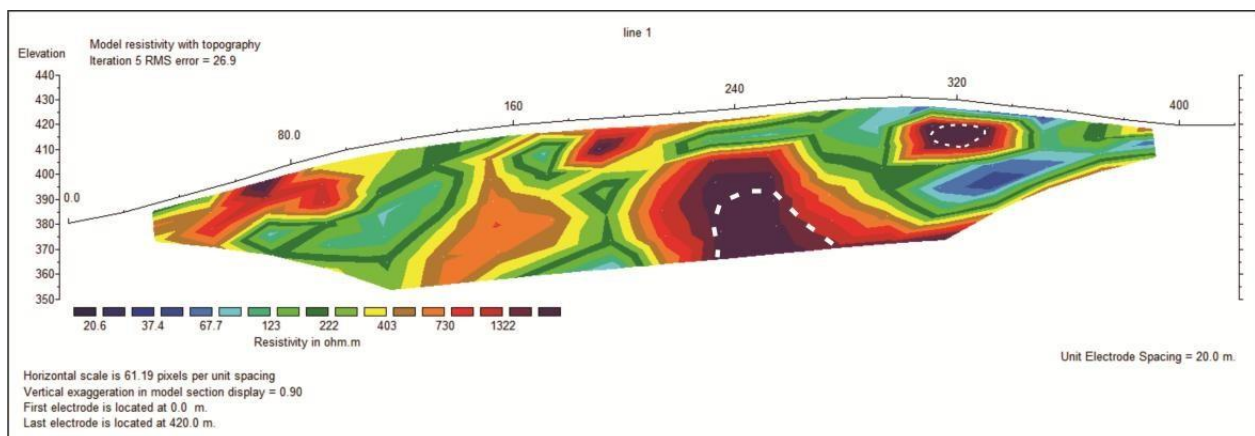 line 1
Model resistivity with topography
Iteration 5 RMS error = 26.9
Elevation
440
430
420
410
400
390
380
370
360
350
0.0
80.0
160
240
320
400
20.6 37.4 67.7 123 222 403 730 1322
Resistivity in ohm.m
Unit Electrode Spacing = 20.0 m.
Horizontal scale is 61.19 pixels per unit spacing
Vertical exaggeration in model section display = 0.90
First electrode is located at 0.0 m.
Last electrode is located at 420.0 m.